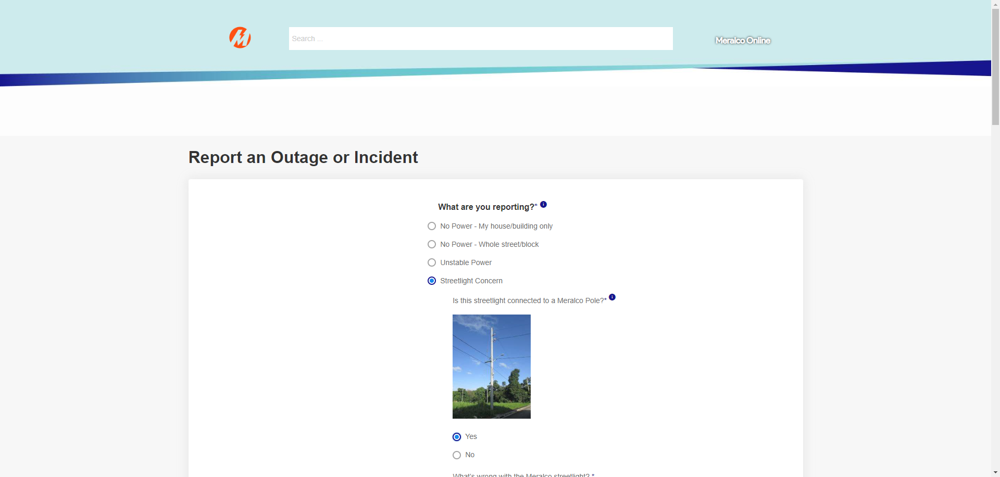 Search ...
Meralco Online
Report an Outage or Incident
What are you reporting?*
No Power - My house/building only
No Power - Whole street/block
Unstable Power
Streetlight Concern
Is this streetlight connected to a Meralco Pole?*
Yes
No
What's wrong with the Meralco streetlight? *